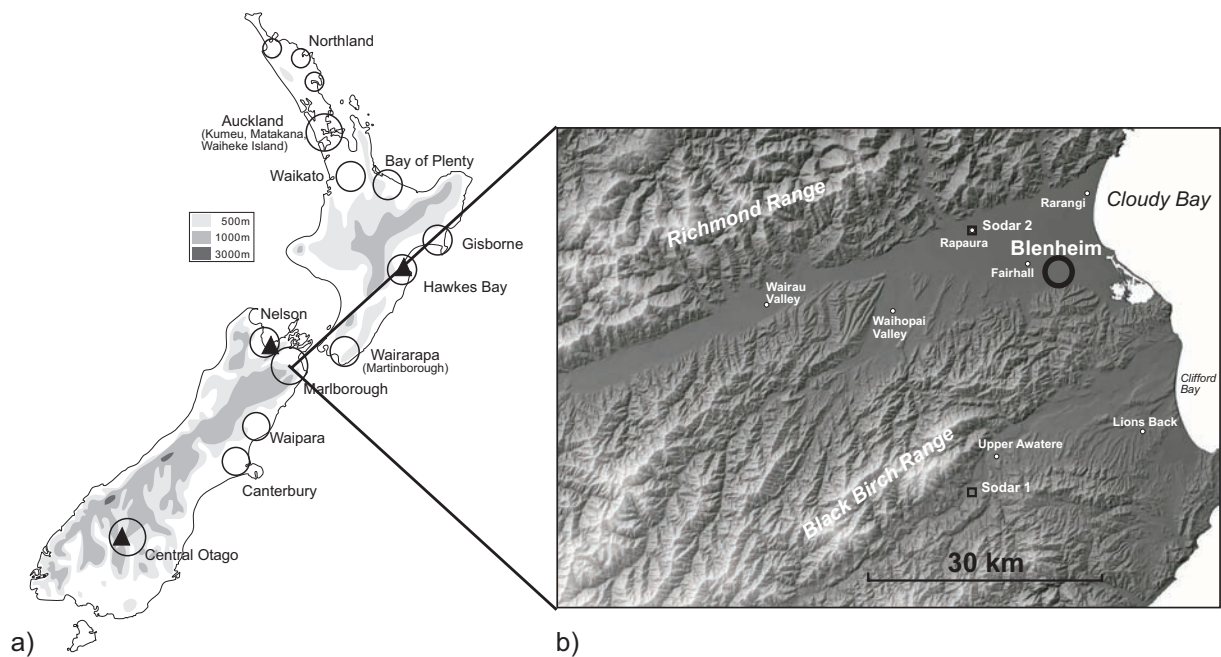 Northland
Auckland
(Kumeu, Matakana,
Waiheke Island)
Bay of Plenty
Waikato
500m
1000m
3000m
Gisborne
Hawkes Bay
Nelson
Wairarapa
(Martinborough)
Marlborough
Waipara
Canterbury
Central Otago
a)
Richmond Range
Cloudy Bay
Rarangi
Sodar 2
Rapaura
Blenheim
Fairhall
Wairau
Valley
Waihopai
Valley
Clifford
Bay
Lions Back
Black Birch Range
Upper Awatere
Sodar 1
30 km
b)